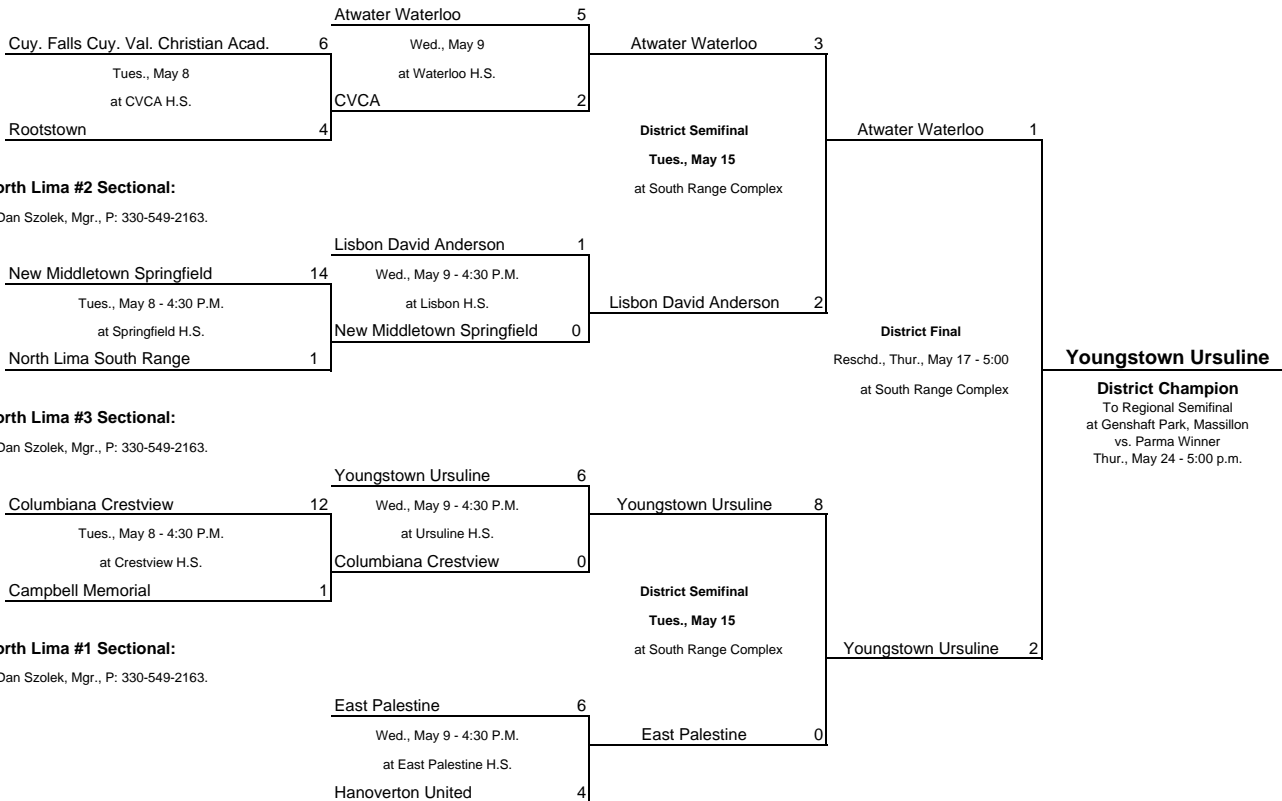 Atwater Waterloo 5
Cuy. Falls Cuy. Val. Christian Acad. 6
Wed., May 9
Atwater Waterloo 3
Tues., May 8
at Waterloo H.S.
at CVCA H.S.
CVCA 2
Rootstown 4
District Semifinal
Atwater Waterloo 1
Tues., May 15
orth Lima #2 Sectional:
at South Range Complex
Dan Szolek, Mgr., P: 330-549-2163.
Lisbon David Anderson 1
New Middletown Springfield 14
Wed., May 9 - 4:30 P.M.
Tues., May 8 - 4:30 P.M.
at Lisbon H.S.
Lisbon David Anderson 2
at Springfield H.S.
New Middletown Springfield 0
District Final
North Lima South Range 1
Reschd., Thur., May 17 - 5:00
Youngstown Ursuline
at South Range Complex
District Champion
To Regional Semifinal
orth Lima #3 Sectional:
at Genshaft Park, Massillon
Dan Szolek, Mgr., P: 330-549-2163.
vs. Parma Winner
Thur., May 24 - 5:00 p.m.
Youngstown Ursuline 6
Columbiana Crestview 12
Wed., May 9 - 4:30 P.M.
Youngstown Ursuline 8
Tues., May 8 - 4:30 P.M.
at Ursuline H.S.
at Crestview H.S.
Columbiana Crestview 0
Campbell Memorial 1
District Semifinal
Tues., May 15
orth Lima #1 Sectional:
at South Range Complex
Youngstown Ursuline 2
Dan Szolek, Mgr., P: 330-549-2163.
East Palestine 6
Wed., May 9 - 4:30 P.M.
East Palestine 0
at East Palestine H.S.
Hanoverton United 4